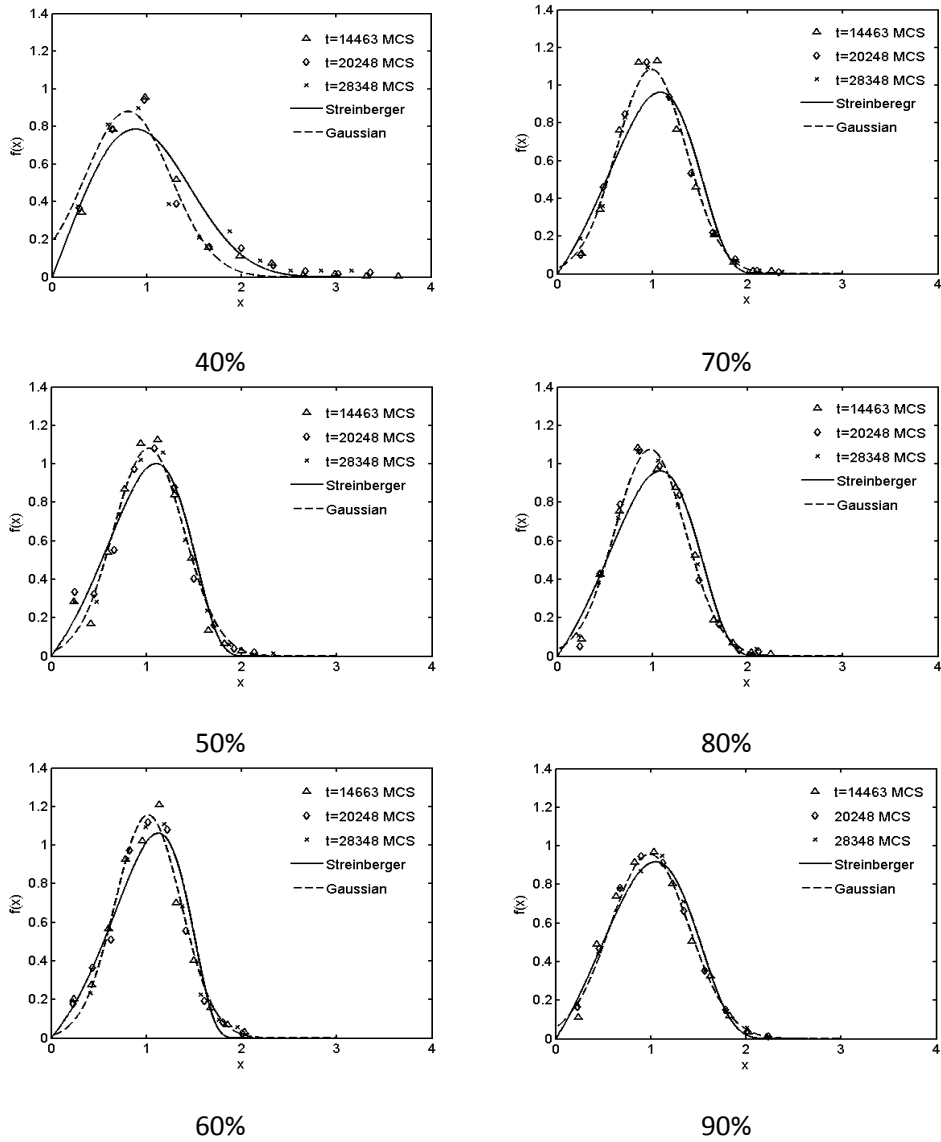 1.4
1.2
1
0.8
0.6
0.4
0.2
0
f(x)
0 1 2 3 4
x
t=14463 MCS
t=20248 MCS
t=28348 MCS
Streinberger
Gaussian
40%
1.4
1.2
1
0.8
0.6
0.4
0.2
0
f(x)
0 1 2 3 4
x
t=14463 MCS
t=20248 MCS
t=28348 MCS
Streinberegr
Gaussian
70%
1.4
1.2
1
0.8
0.6
0.4
0.2
0
f(x)
0 1 2 3 4
x
t=14463 MCS
t=20248 MCS
t=28348 MCS
Streinberger
Gaussian
50%
1.4
1.2
1
0.8
0.6
0.4
0.2
0
f(x)
0 1 2 3 4
x
t=14463 MCS
t=20248 MCS
t=28348 MCS
Streinberger
Gaussian
80%
1.4
1.2
1
0.8
0.6
0.4
0.2
0
f(x)
0 1 2 3 4
x
t=14663 MCS
t=20248 MCS
t=28348 MCS
Streinberger
Gaussian
60%
1.4
1.2
1
0.8
0.6
0.4
0.2
0
f(x)
0 1 2 3 4
x
t=14463 MCS
20248 MCS
28348 MCS
Streinberger
Gaussian
90%